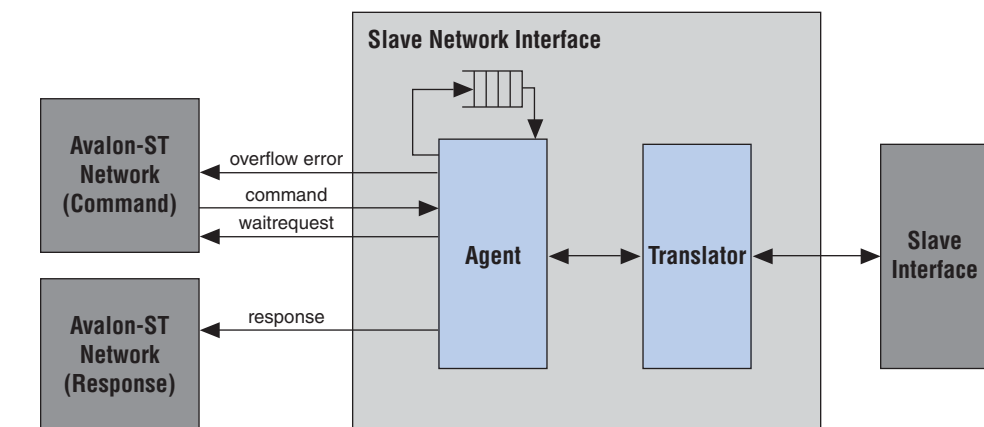 Slave Network Interface
Avalon-ST
Network
(Command)
overflow error
command
waitrequest
Agent
Translator
Slave
Interface
Avalon-ST
Network
(Response)
response